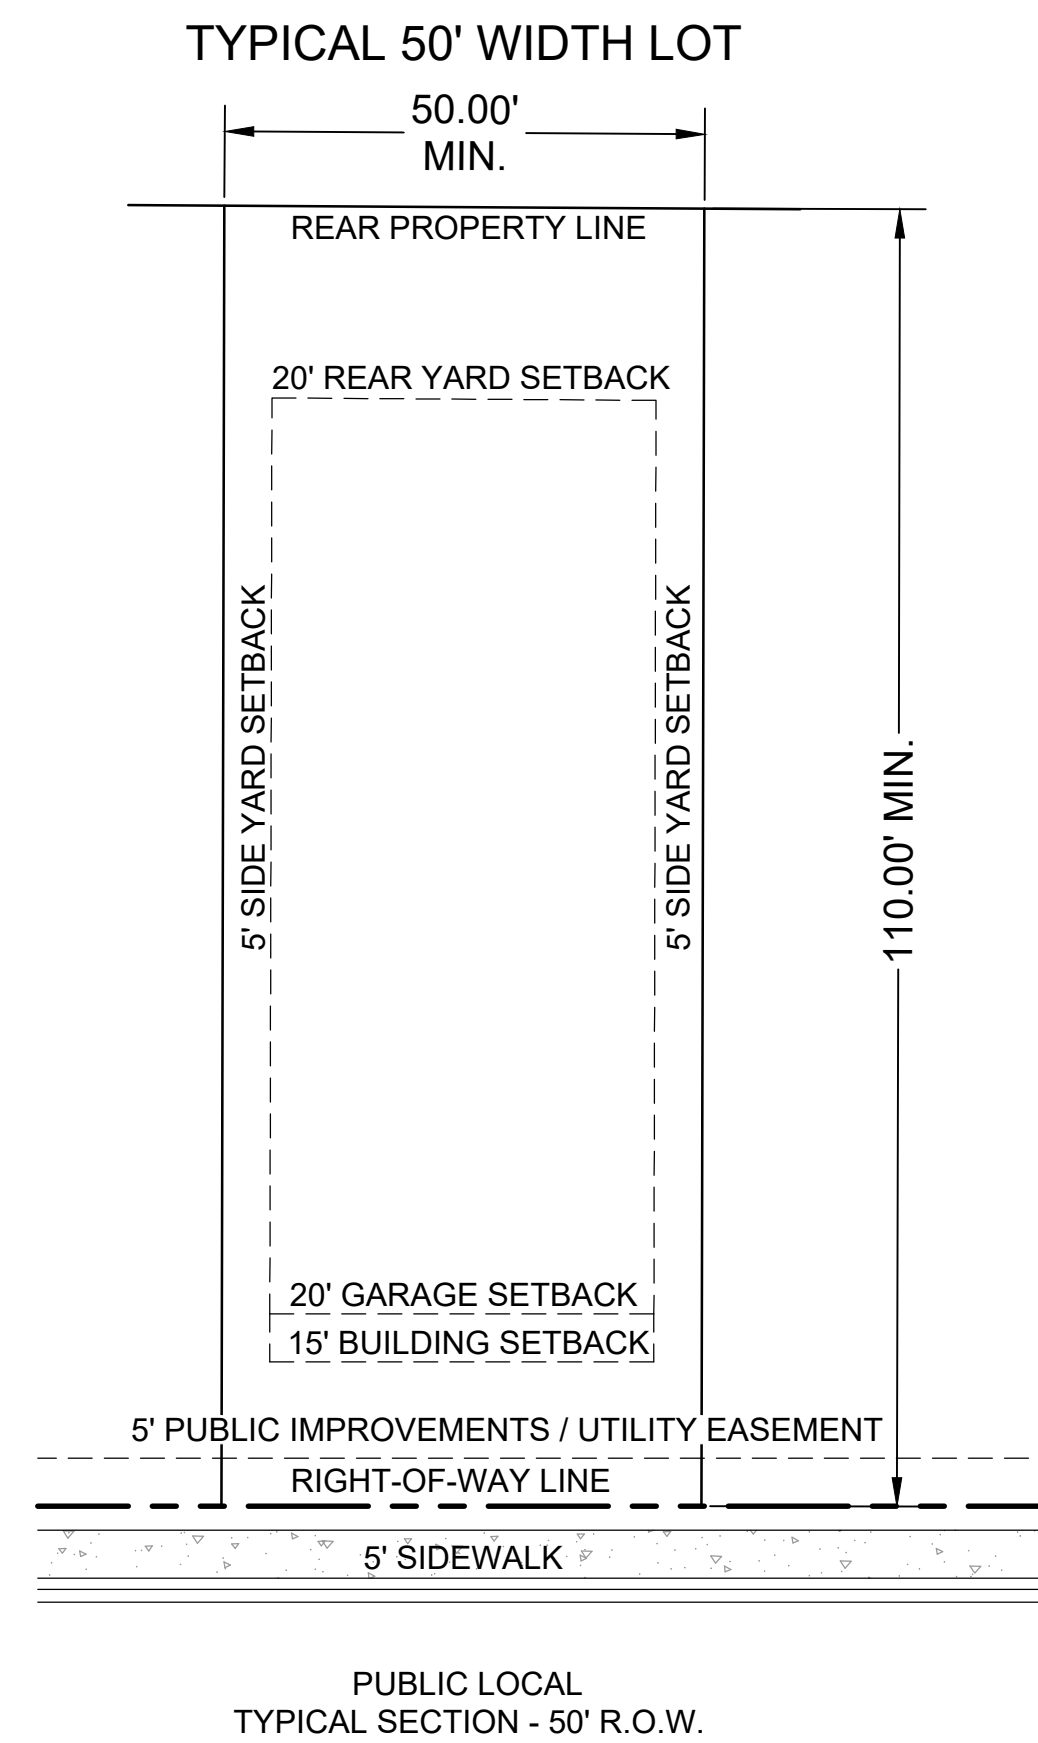 TYPICAL 50' WIDTH LOT
50.00'
MIN.
REAR PROPERTY LINE
20' REAR YARD SETBACK
5' SIDE YARD SETBACK
5' SIDE YARD SETBACK
110.00' MIN.
20' GARAGE SETBACK
15' BUILDING SETBACK
5' PUBLIC IMPROVEMENTS / UTILITY EASEMENT
RIGHT-OF-WAY LINE
5' SIDEWALK
PUBLIC LOCAL
TYPICAL SECTION - 50' R.O.W.